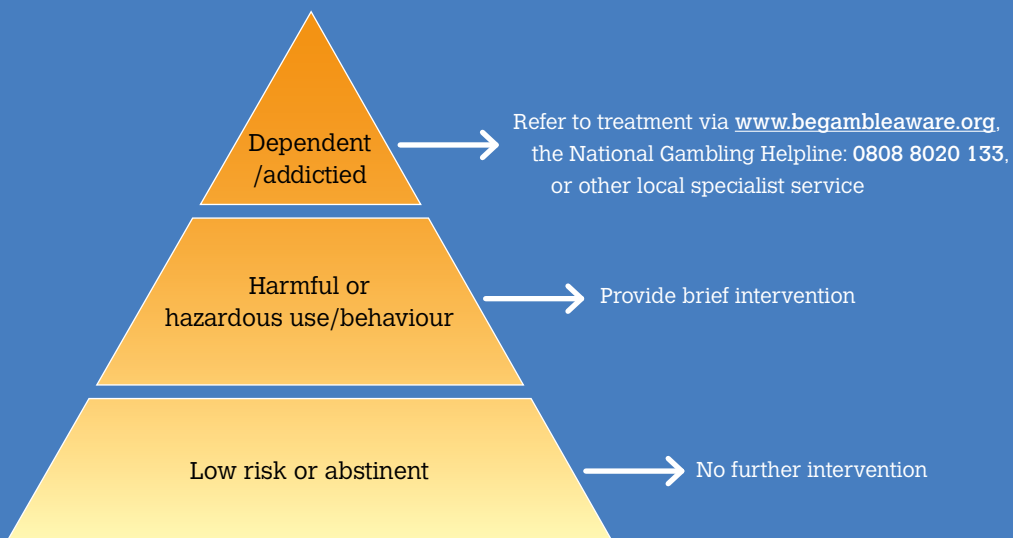 Dependent
/addictied
Refer to treatment via www.begambleaware.org,
the National Gambling Helpline: 0808 8020 133,
or other local specialist service
Harmful or
hazardous use/behaviour
Provide brief intervention
Low risk or abstinent
No further intervention